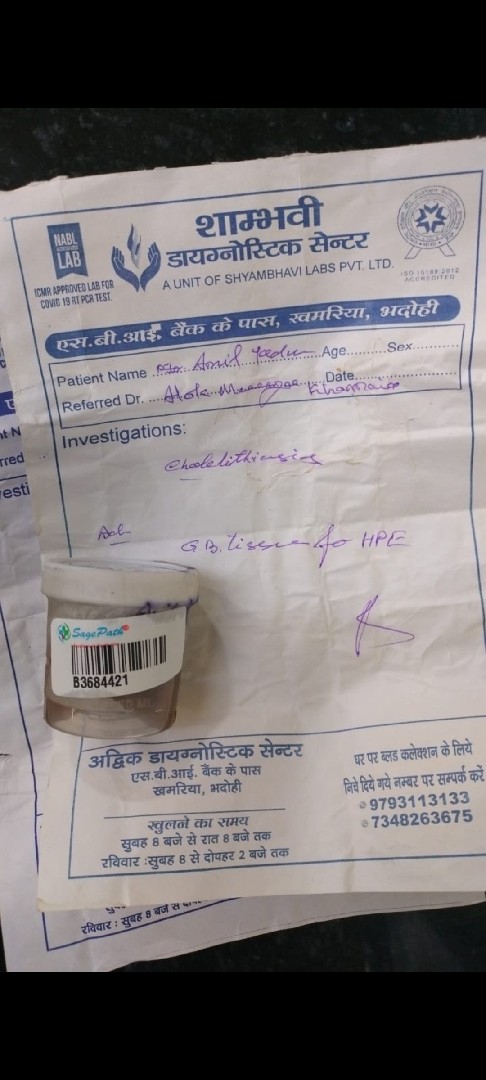 NABL
ACCREDITED
LAB
ICMR APPROVED LAB FOR
COVID 19 RT PCR TEST.
शाम्भवी
डायग्नोस्टिक सेन्टर
A UNIT OF SHYAMBHAVI LABS PVT. LTD.
ISO 15189:2012
ACCREDITED
एस.बी.आई. बैंक के पास, खमरिया, भदोही
Patient Name Anil Yadav Age Sex
Referred Dr. Alok Date Khamaria
Investigations:
Cholelithiasis
Adv
G.B. tissue for HPE
SagePath
B3684421
अद्विक डायग्नोस्टिक सेन्टर
एस.बी.आई. बैंक के पास
खमरिया, भदोही
खुलने का समय
सुबह 8 बजे से रात 8 बजे तक
रविवार :सुबह 8 से दोपहर 2 बजे तक
घर पर ब्लड कलेक्शन के लिये
निचे दिये गये नम्बर पर सम्पर्क करें
9793113133
7348263675
रविवार : सुबह 8 बजे से